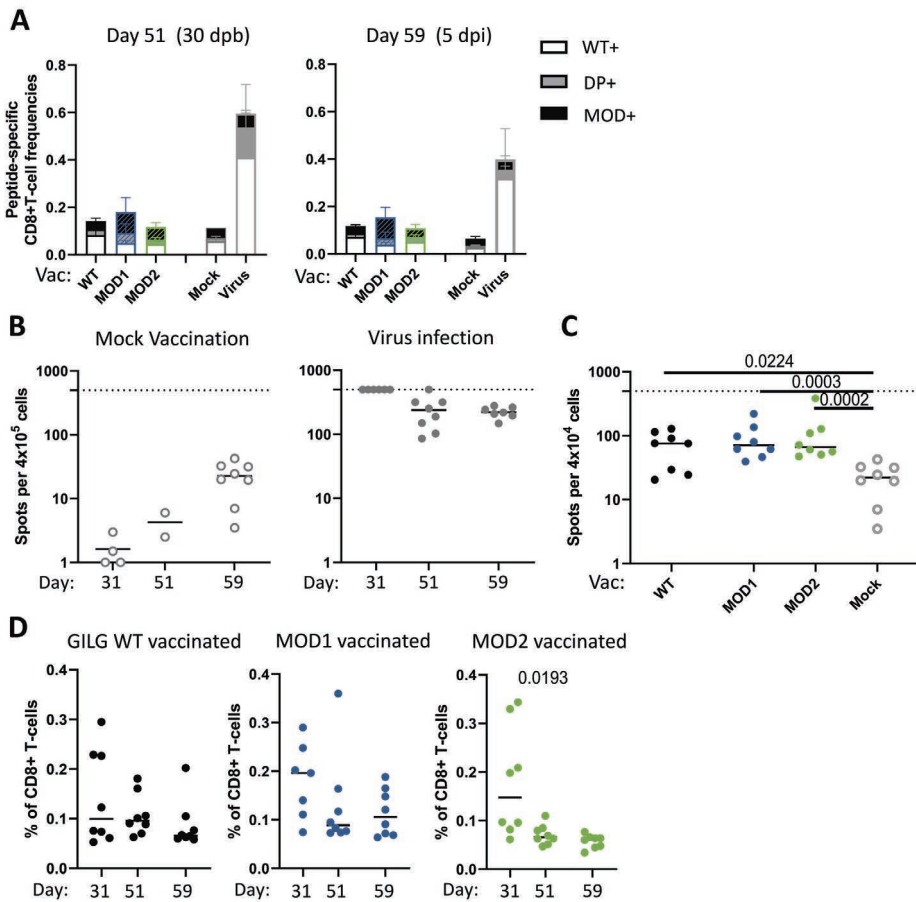 A
Day 51 (30 dpb)
Day 59 (5 dpi)
WT+
DP+
MOD+
Peptide-specific
CD8+T-cell frequencies
0.8
0.6
0.4
0.2
0.0
0.8
0.6
0.4
0.2
0.0
Vac:
WT
MOD1
MOD2
Mock
Virus
Vac:
WT
MOD1
MOD2
Mock
Virus
B
Mock Vaccination
Virus infection
Spots per 4x10⁵ cells
1000
100
10
1
Day: 31 51 59
Spots per 4x10⁵ cells
1000
100
10
1
Day: 31 51 59
C
0.0224
0.0003
0.0002
Spots per 4x10⁴ cells
1000
100
10
1
Vac:
WT
MOD1
MOD2
Mock
D
GILG WT vaccinated
MOD1 vaccinated
MOD2 vaccinated
% of CD8+ T-cells
0.4
0.3
0.2
0.1
0.0
Day: 31 51 59
% of CD8+ T-cells
0.4
0.3
0.2
0.1
0.0
Day: 31 51 59
0.0193
% of CD8+ T-cells
0.4
0.3
0.2
0.1
0.0
Day: 31 51 59